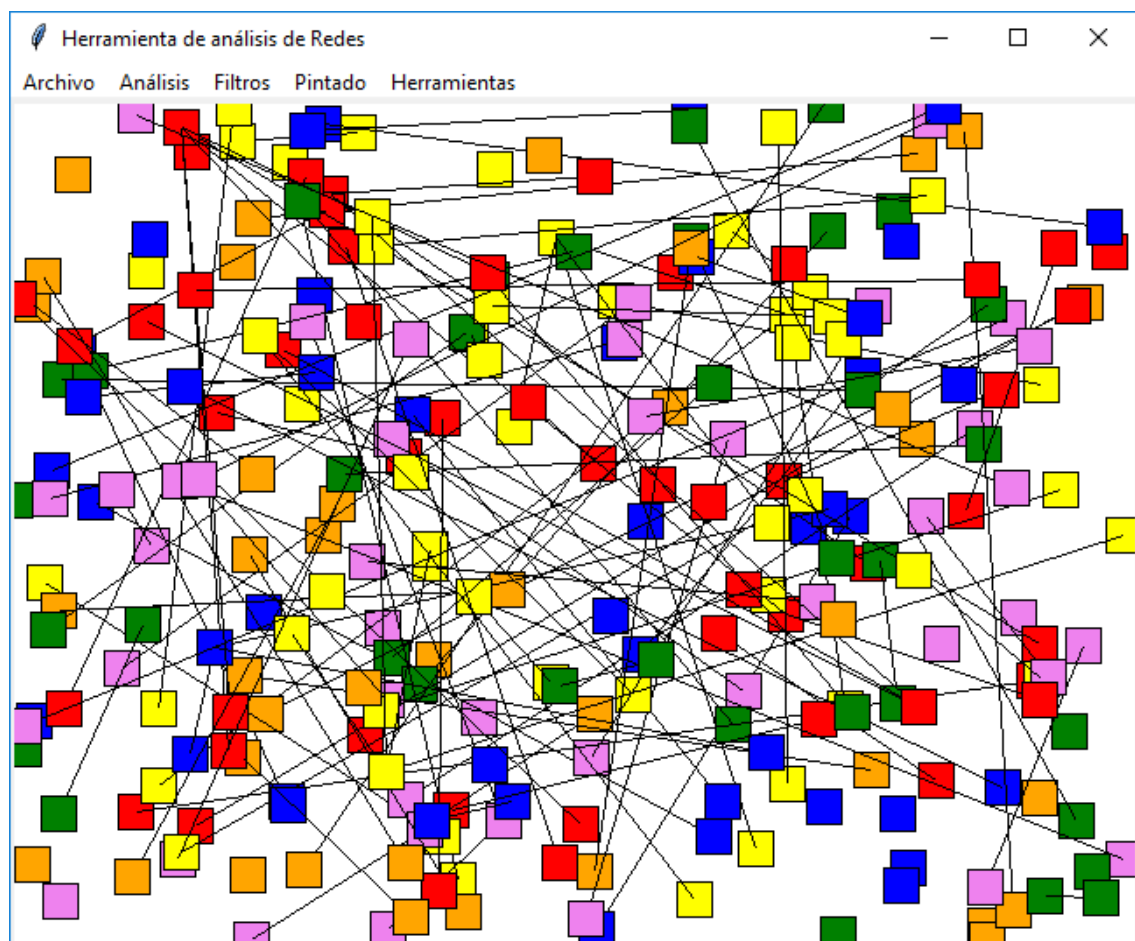 Herramienta de análisis de Redes
Archivo Análisis Filtros Pintado Herramientas